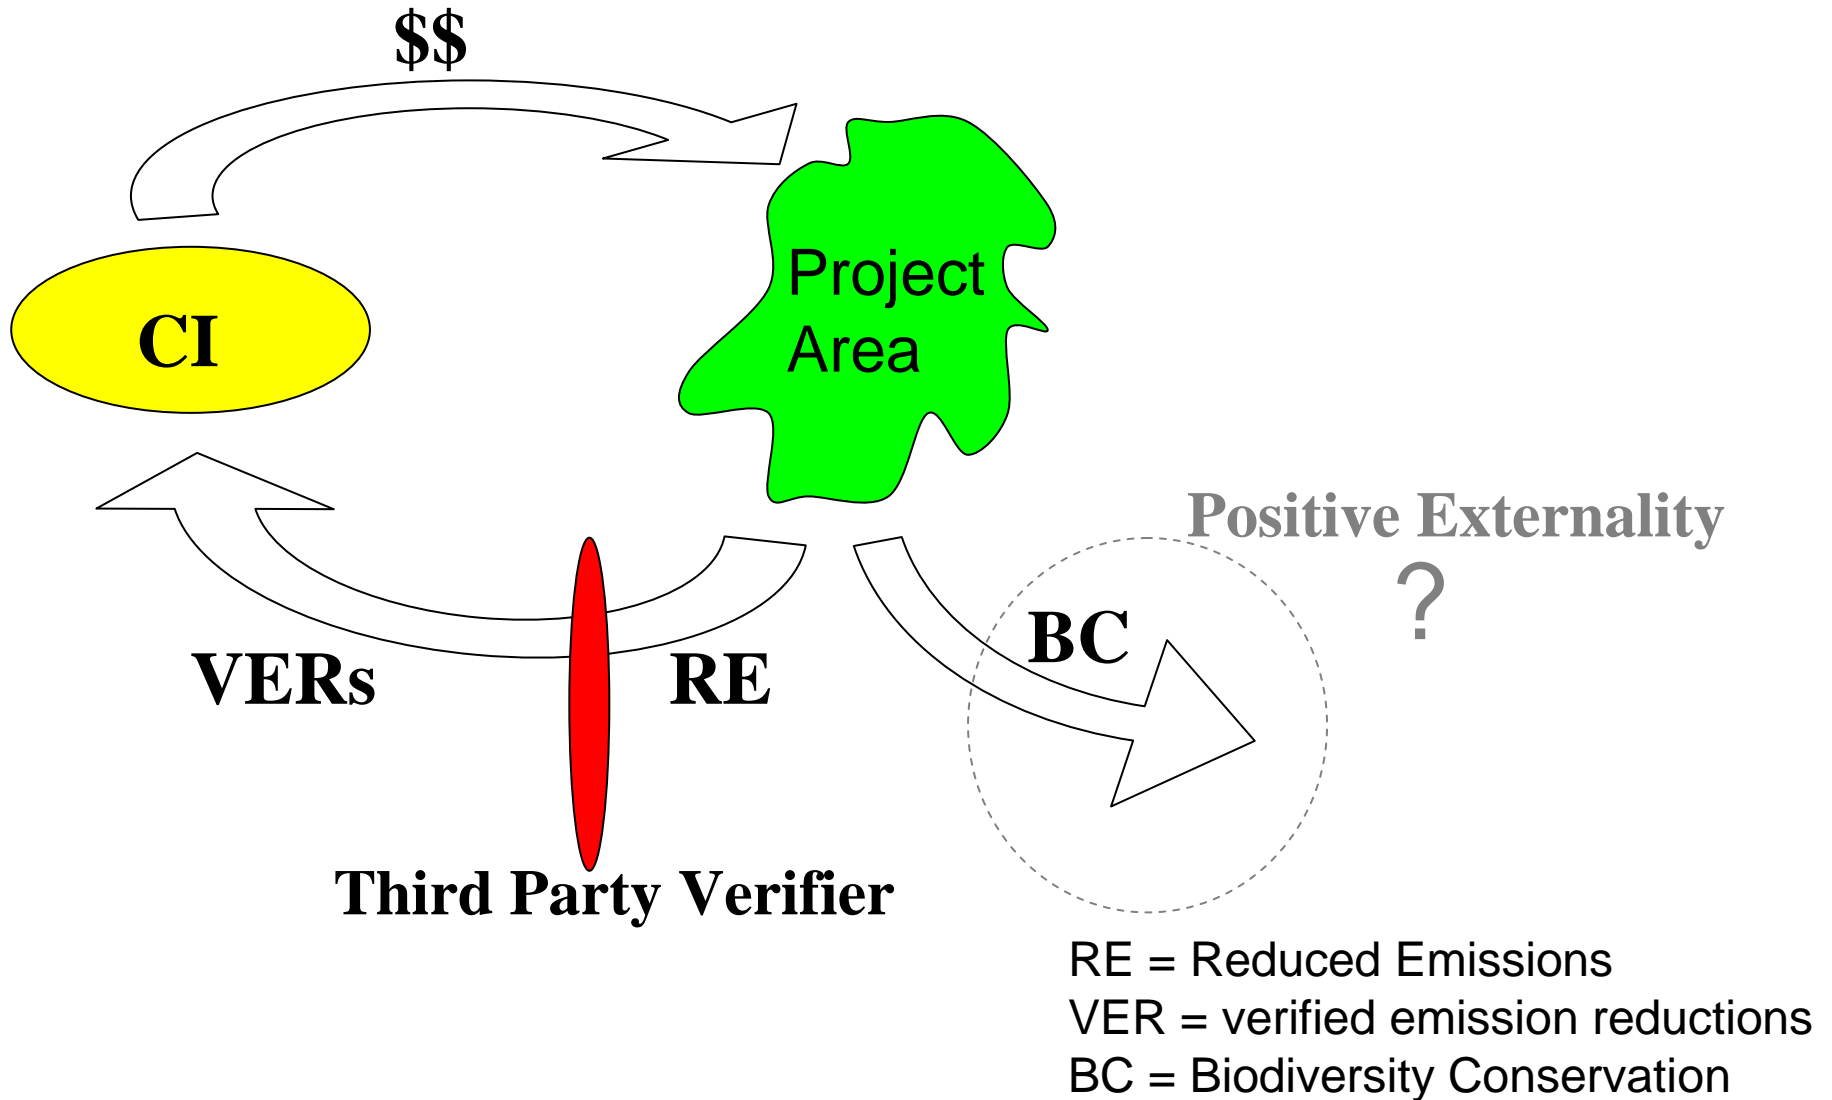 $$
CI
Project
Area
Positive Externality
?
BC
VERs
RE
Third Party Verifier
RE = Reduced Emissions
VER = verified emission reductions
BC = Biodiversity Conservation